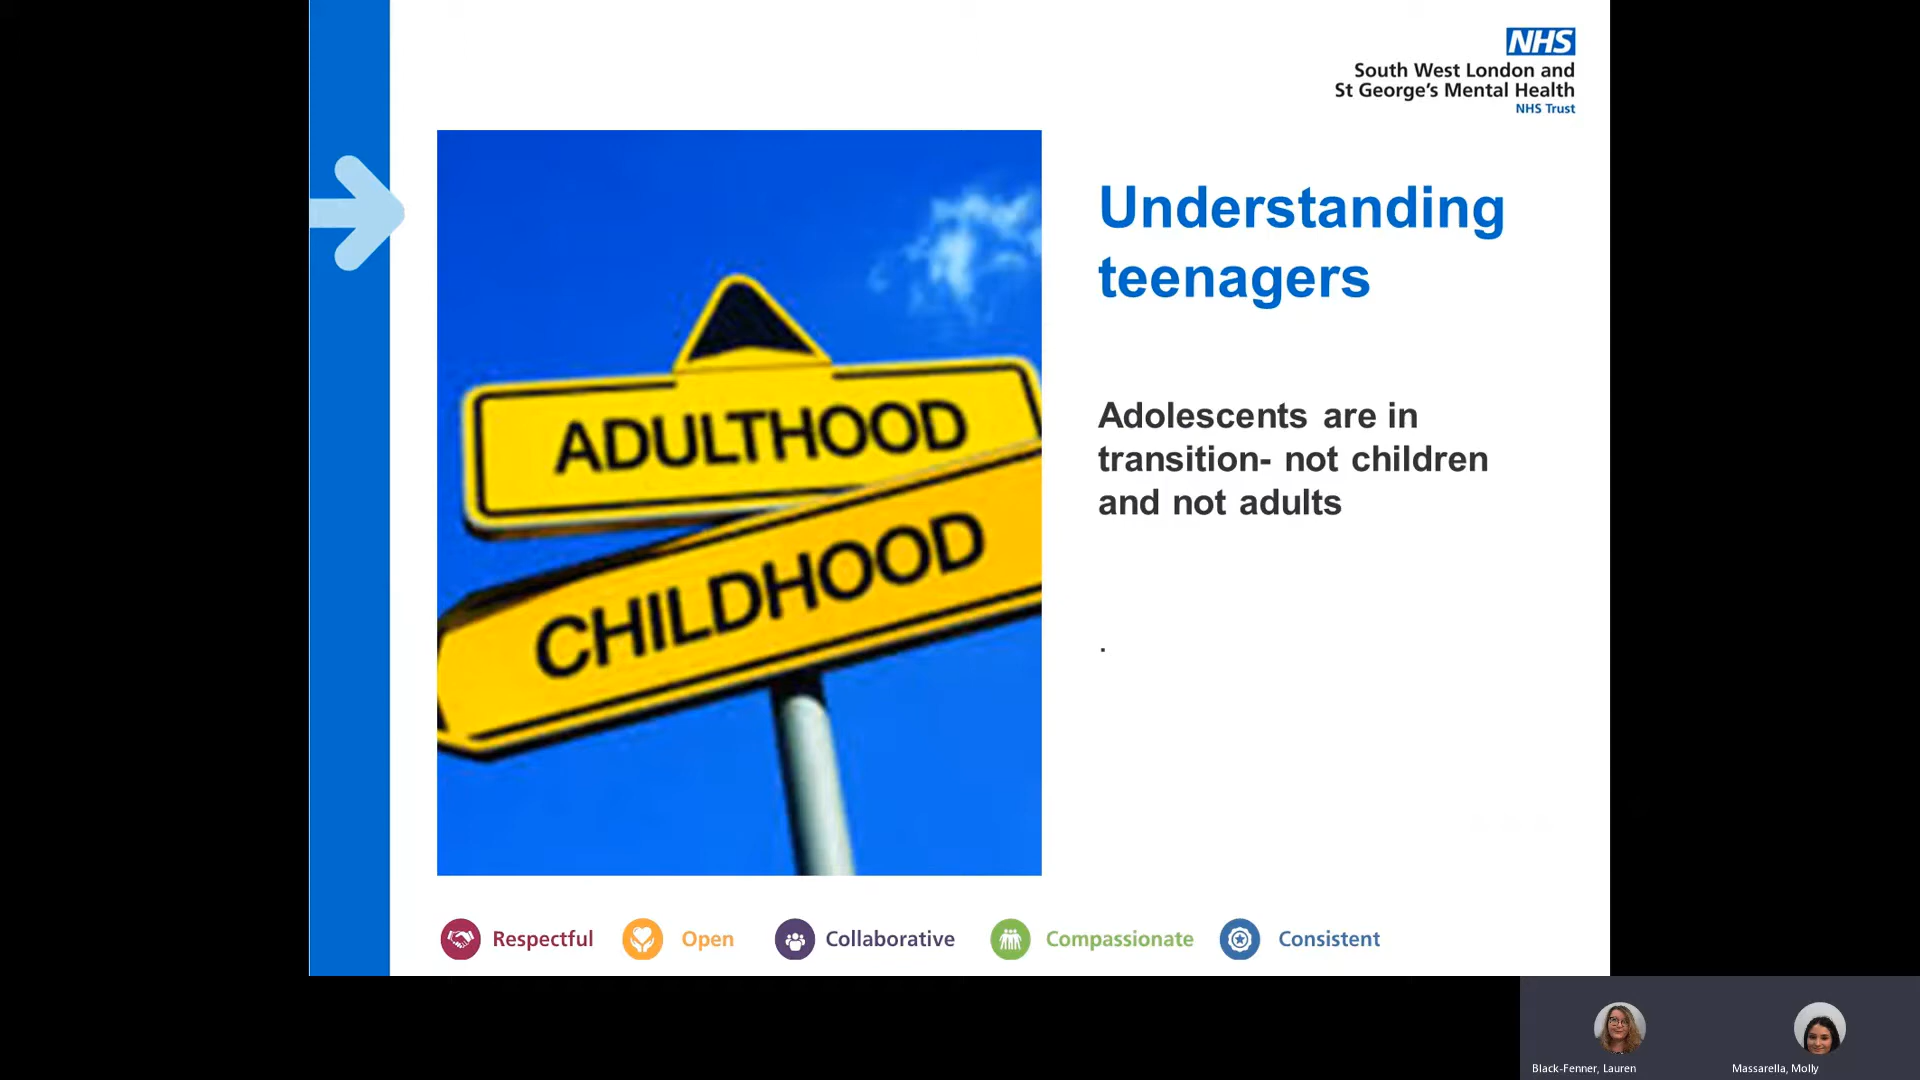 NHS
South West London and
St George's Mental Health
NHS Trust
Understanding
teenagers
ADULTHOOD
CHILDHOOD
Adolescents are in
transition- not children
and not adults
.
Respectful Open Collaborative Compassionate Consistent
Black-Fenner, Lauren Massarella, Molly